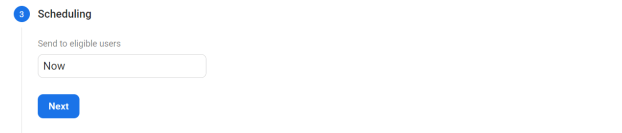 3 Scheduling
Send to eligible users
Now
Next